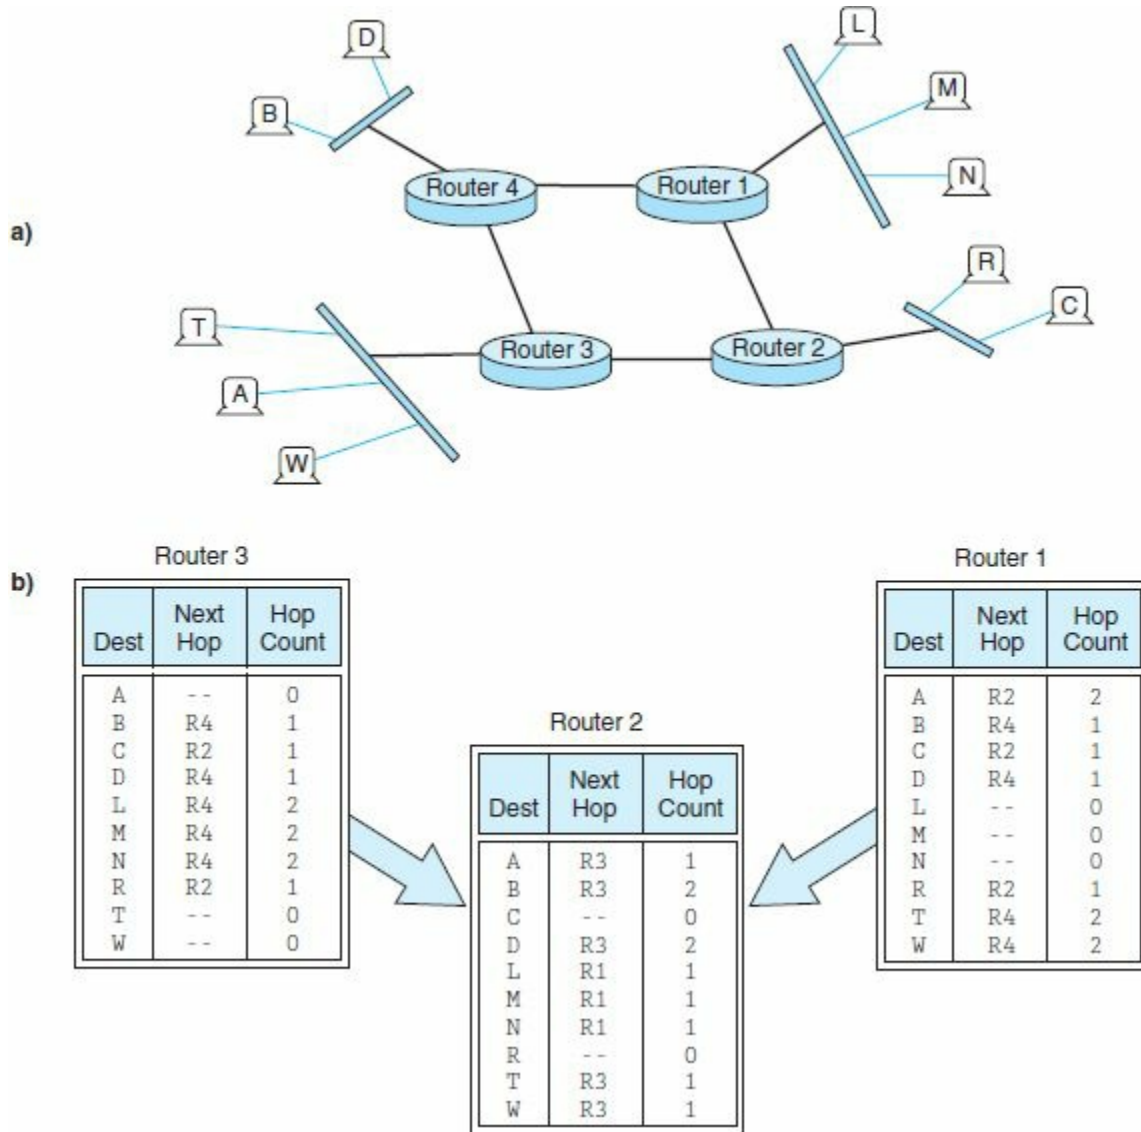 D
L
B
M
Router 4
Router 1
N
a)
R
C
T
Router 3
Router 2
A
W
b)
Router 3
Dest Next Hop Hop Count
A -- 0
B R4 1
C R2 1
D R4 1
L R4 2
M R4 2
N R4 2
R R2 1
T -- 0
W -- 0
Router 2
Dest Next Hop Hop Count
A R3 1
B R3 2
C -- 0
D R3 2
L R1 1
M R1 1
N R1 1
R -- 0
T R3 1
W R3 1
Router 1
Dest Next Hop Hop Count
A R2 2
B R4 1
C R2 1
D R4 1
L -- 0
M -- 0
N -- 0
R R2 1
T R4 2
W R4 2